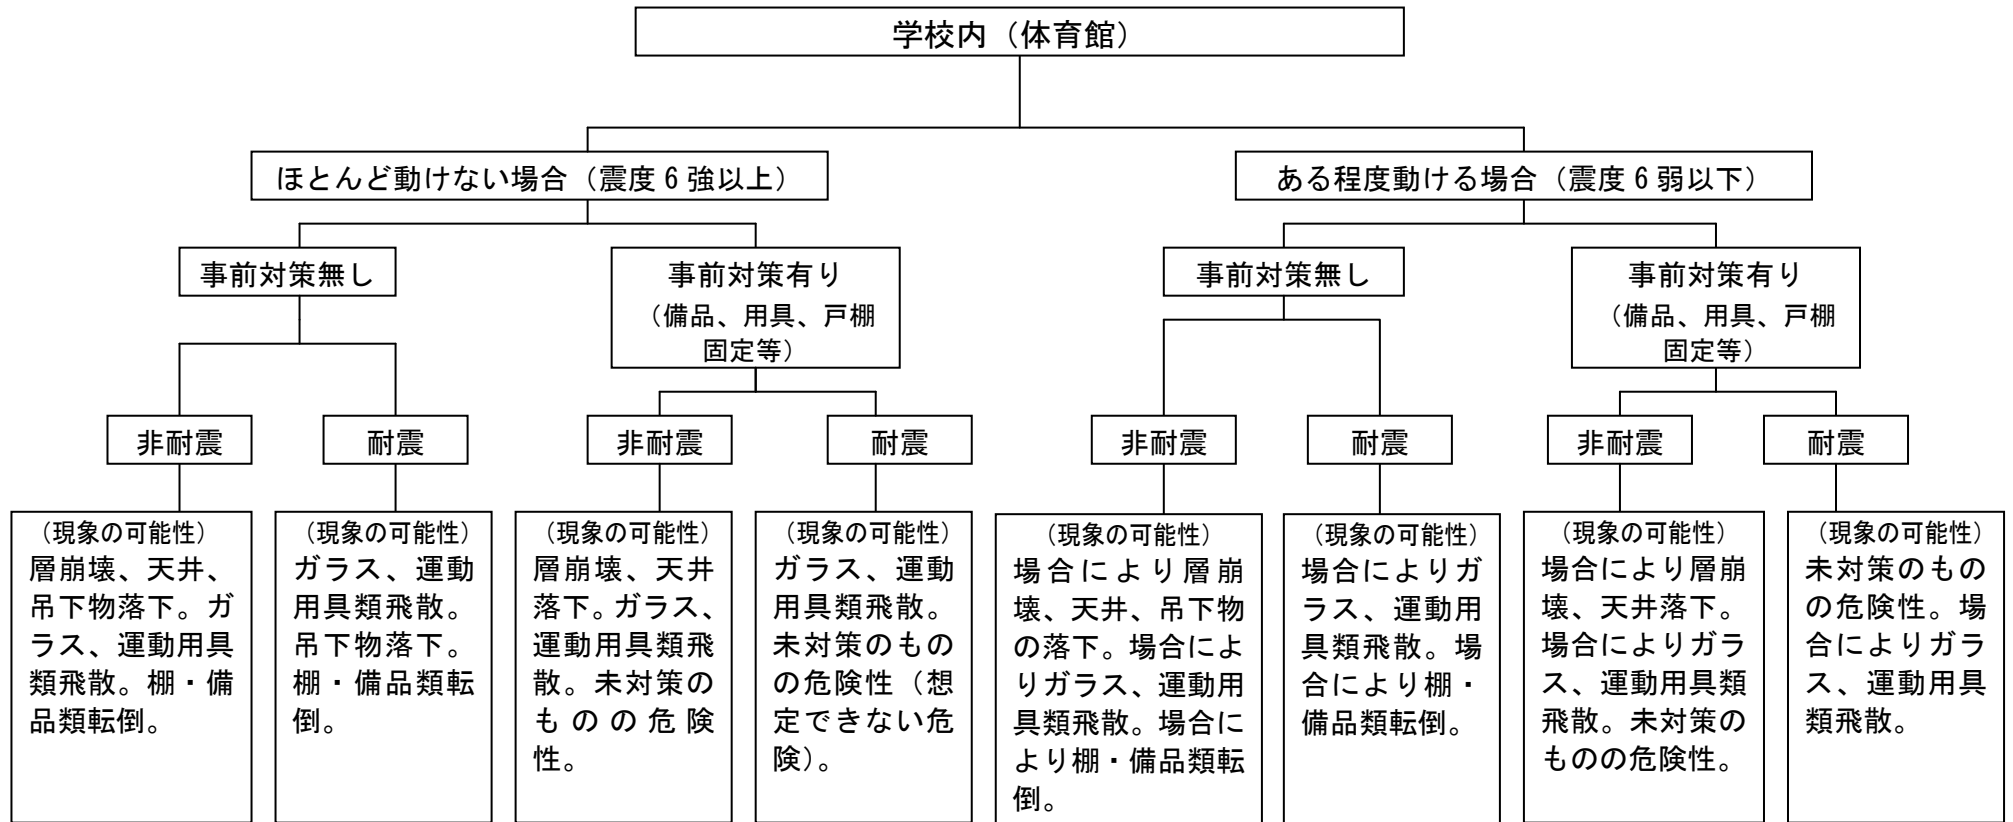 学校内（体育館）
ほとんど動けない場合（震度６強以上）
ある程度動ける場合（震度６弱以下）
事前対策無し
事前対策有り
（備品、用具、戸棚
固定等）
事前対策無し
事前対策有り
（備品、用具、戸棚
固定等）
非耐震
耐震
非耐震
耐震
非耐震
耐震
非耐震
耐震
（現象の可能性）
層崩壊、天井、
吊下物落下。ガ
ラス、運動用具
類飛散。棚・備
品類転倒。
（現象の可能性）
ガラス、運動
用具類飛散。
吊下物落下。
棚・備品類転
倒。
（現象の可能性）
層崩壊、天井
落下。ガラス、
運動用具類飛
散。未対策の
ものの危険
性。
（現象の可能性）
ガラス、運動
用具類飛散。
未対策のもの
の危険性（想
定できない危
険）。
（現象の可能性）
場合により層崩
壊、天井、吊下物
の落下。場合によ
りガラス、運動用
具類飛散。場合に
より棚・備品類転
倒。
（現象の可能性）
場合によりガ
ラス、運動用
具類飛散。場
合により棚・
備品類転倒。
（現象の可能性）
場合により層崩
壊、天井落下。
場合によりガラ
ス、運動用具類
飛散。未対策の
ものの危険性。
（現象の可能性）
未対策のもの
の危険性。場
合によりガラ
ス、運動用具
類飛散。